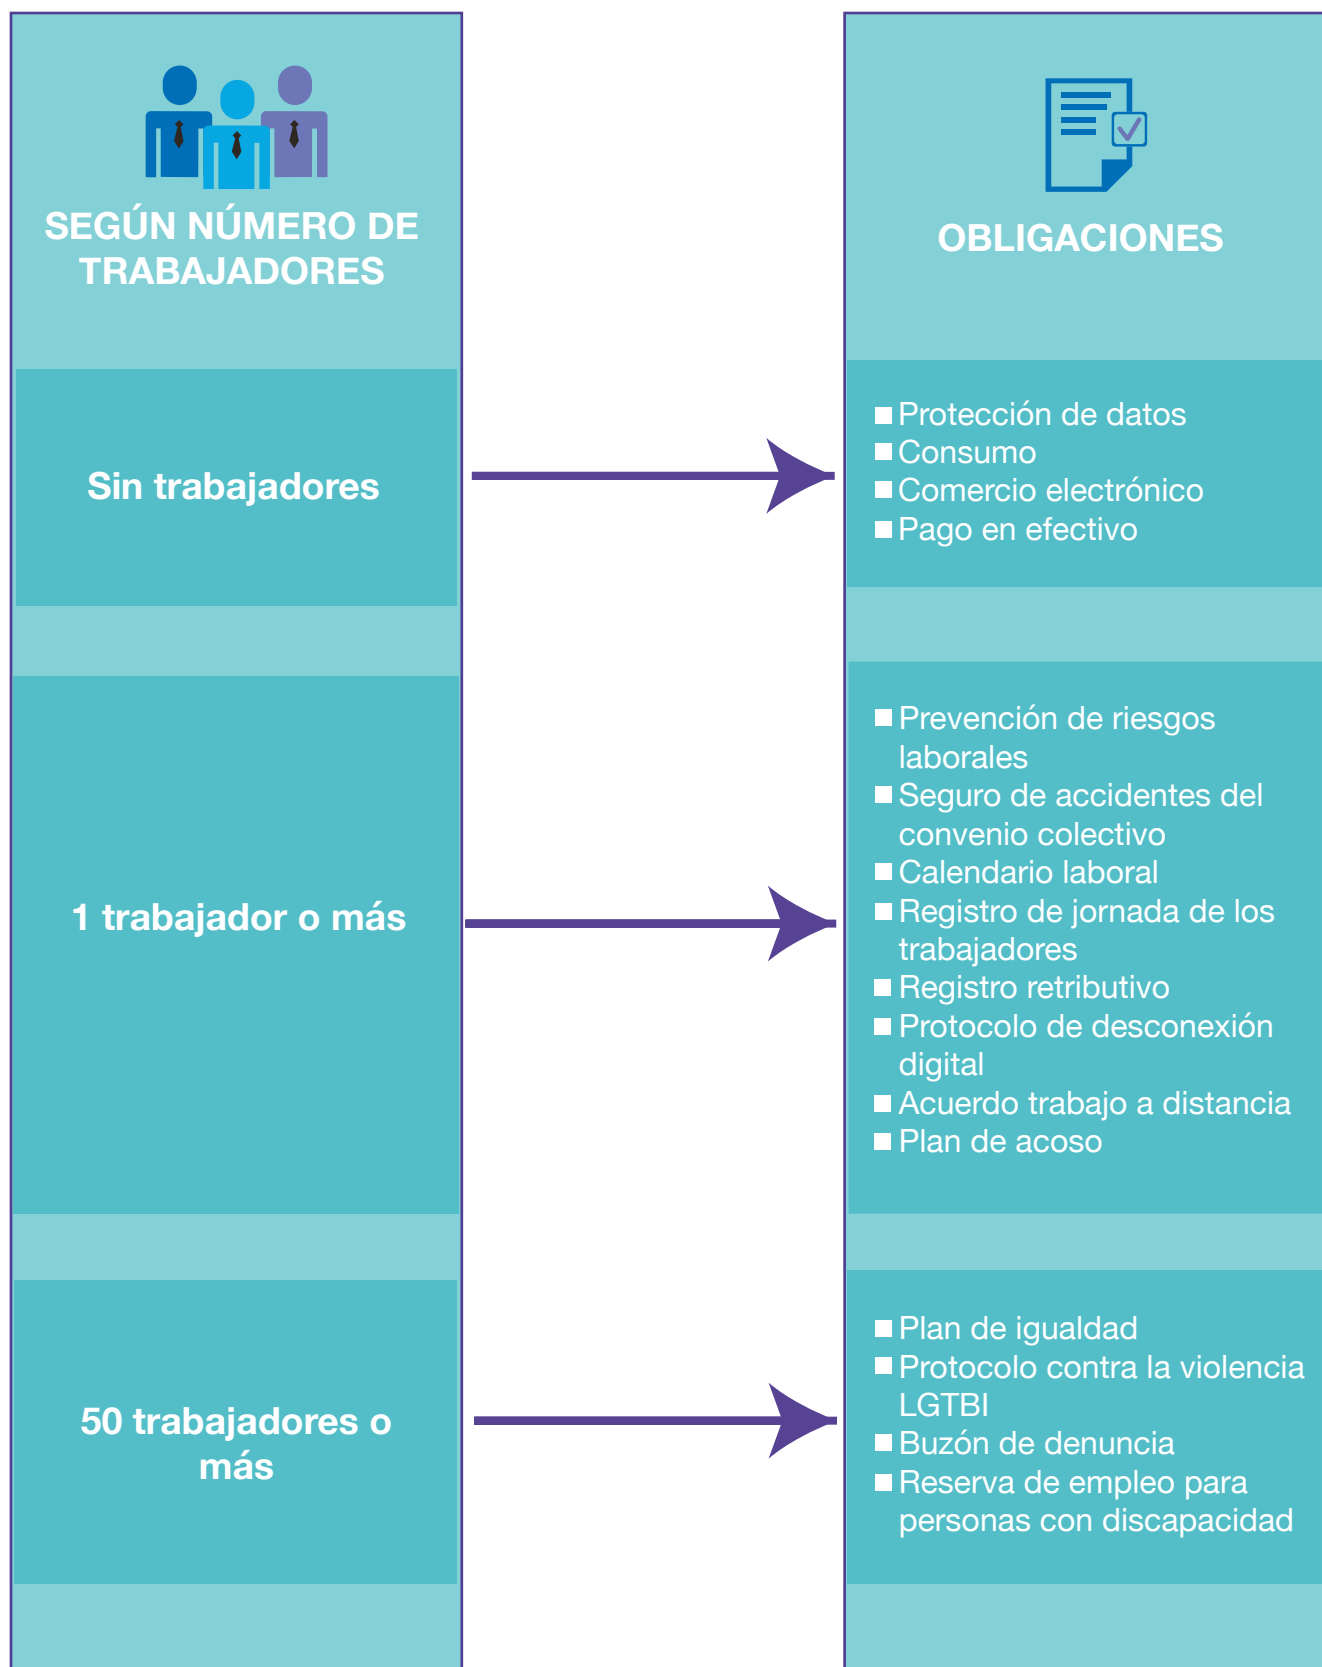 SEGÚN NÚMERO DE
TRABAJADORES
OBLIGACIONES
Sin trabajadores
Protección de datos
Consumo
Comercio electrónico
Pago en efectivo
1 trabajador o más
Prevención de riesgos
laborales
Seguro de accidentes del
convenio colectivo
Calendario laboral
Registro de jornada de los
trabajadores
Registro retributivo
Protocolo de desconexión
digital
Acuerdo trabajo a distancia
Plan de acoso
50 trabajadores o
más
Plan de igualdad
Protocolo contra la violencia
LGTBI
Buzón de denuncia
Reserva de empleo para
personas con discapacidad